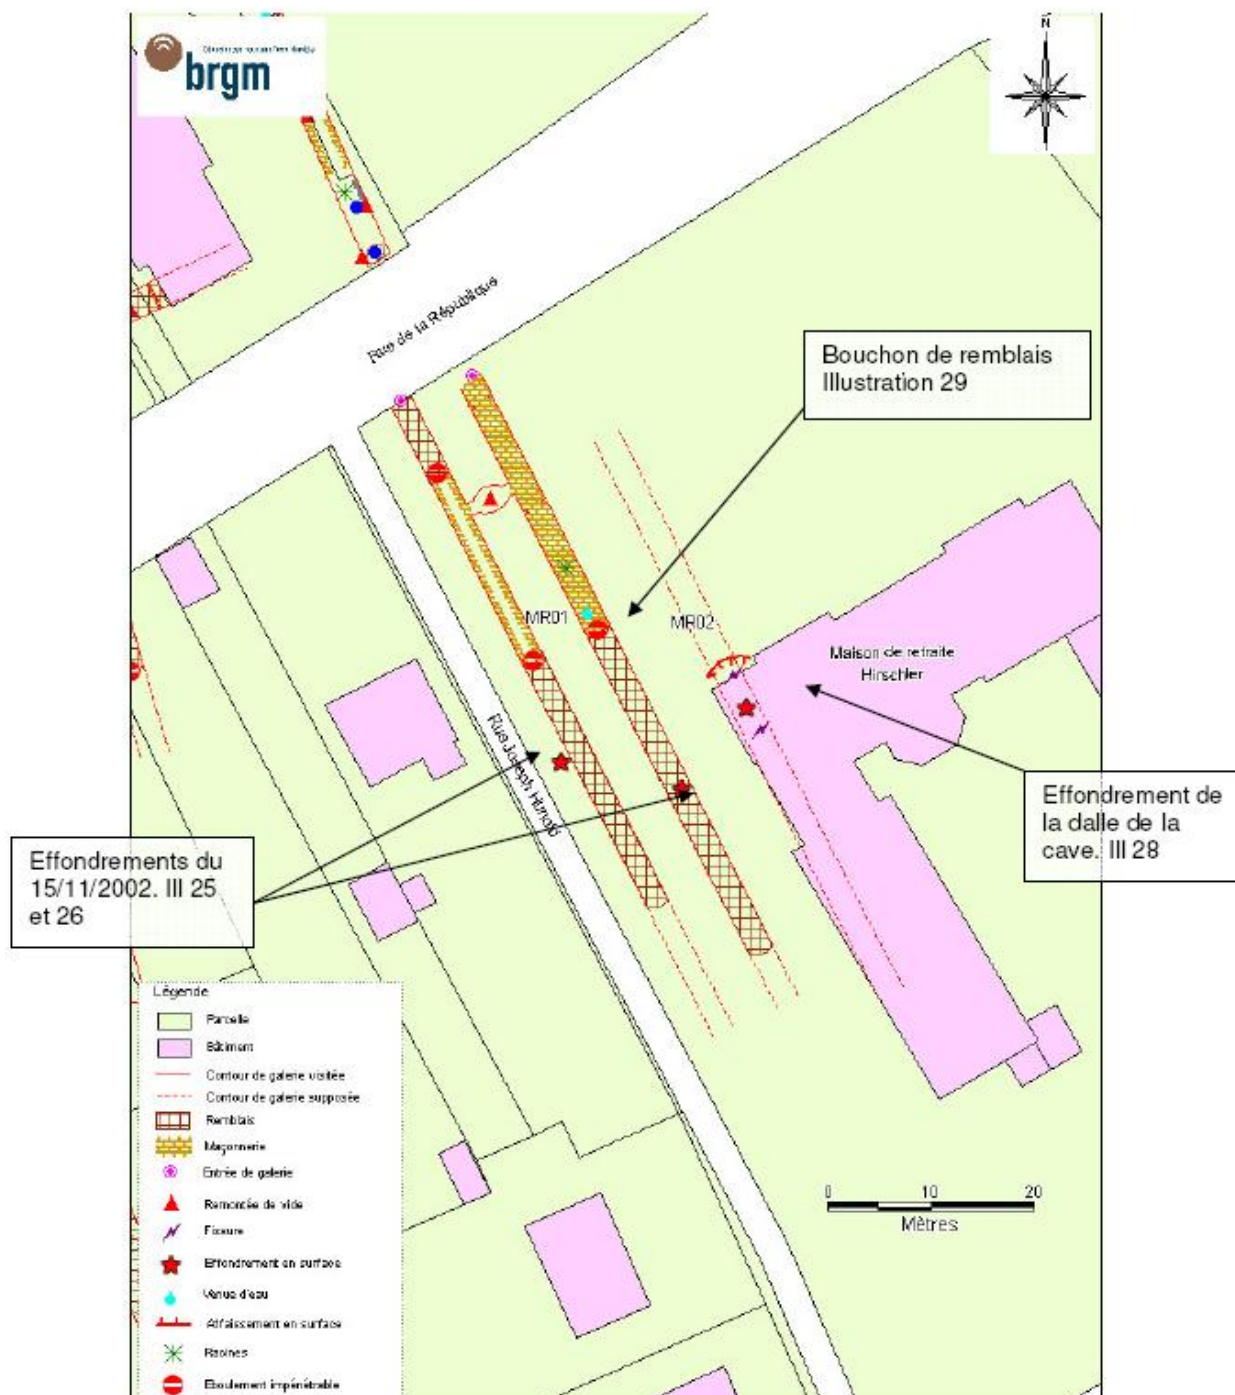 brgm
N
Rue de la République
Bouchon de remblais
Illustration 29
MR01
MR02
Maison de retraite
Hirschler
Effondrement de
la dalle de la
cave. Ill 28
Rue Joseph
Effondrements du
15/11/2002. Ill 25
et 26
Légende
Parcelle
Bâtiment
Contour de galerie visitée
Contour de galerie supposée
Remblais
Maçonnerie
Entrée de galerie
Remontée de vide
Fissure
Effondrement en surface
Venue d'eau
Affaissement en surface
Racines
Eboulement impénétrable
0 10 20
Mètres